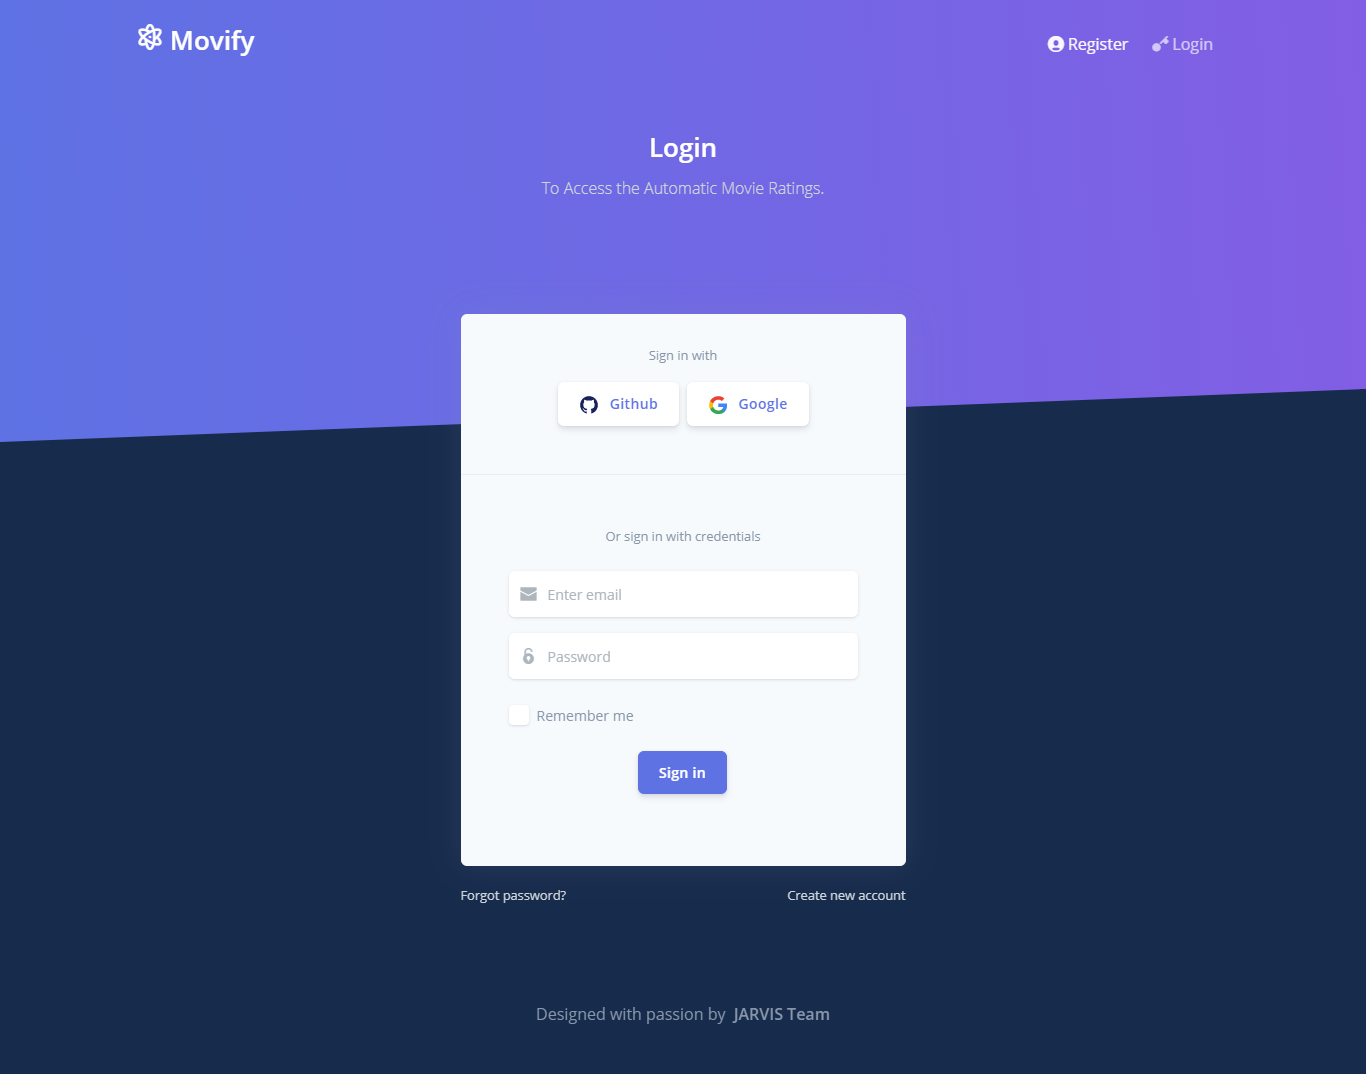 Movify
Register
Login
Login
To Access the Automatic Movie Ratings.
Sign in with
Github
Google
Or sign in with credentials
Enter email
Password
Remember me
Sign in
Forgot password?
Create new account
Designed with passion by JARVIS Team